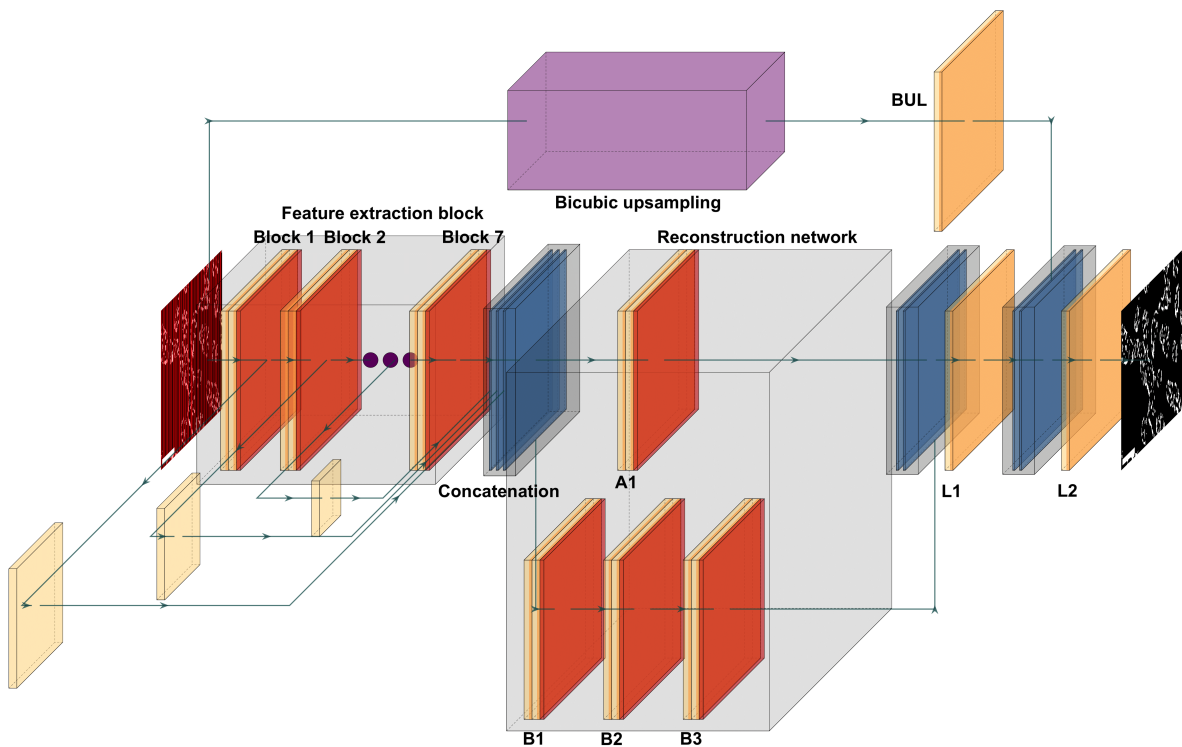 BUL
Bicubic upsampling
Feature extraction block
Block 1 Block 2 Block 7
Reconstruction network
Concatenation
A1
L1
L2
B1
B2
B3